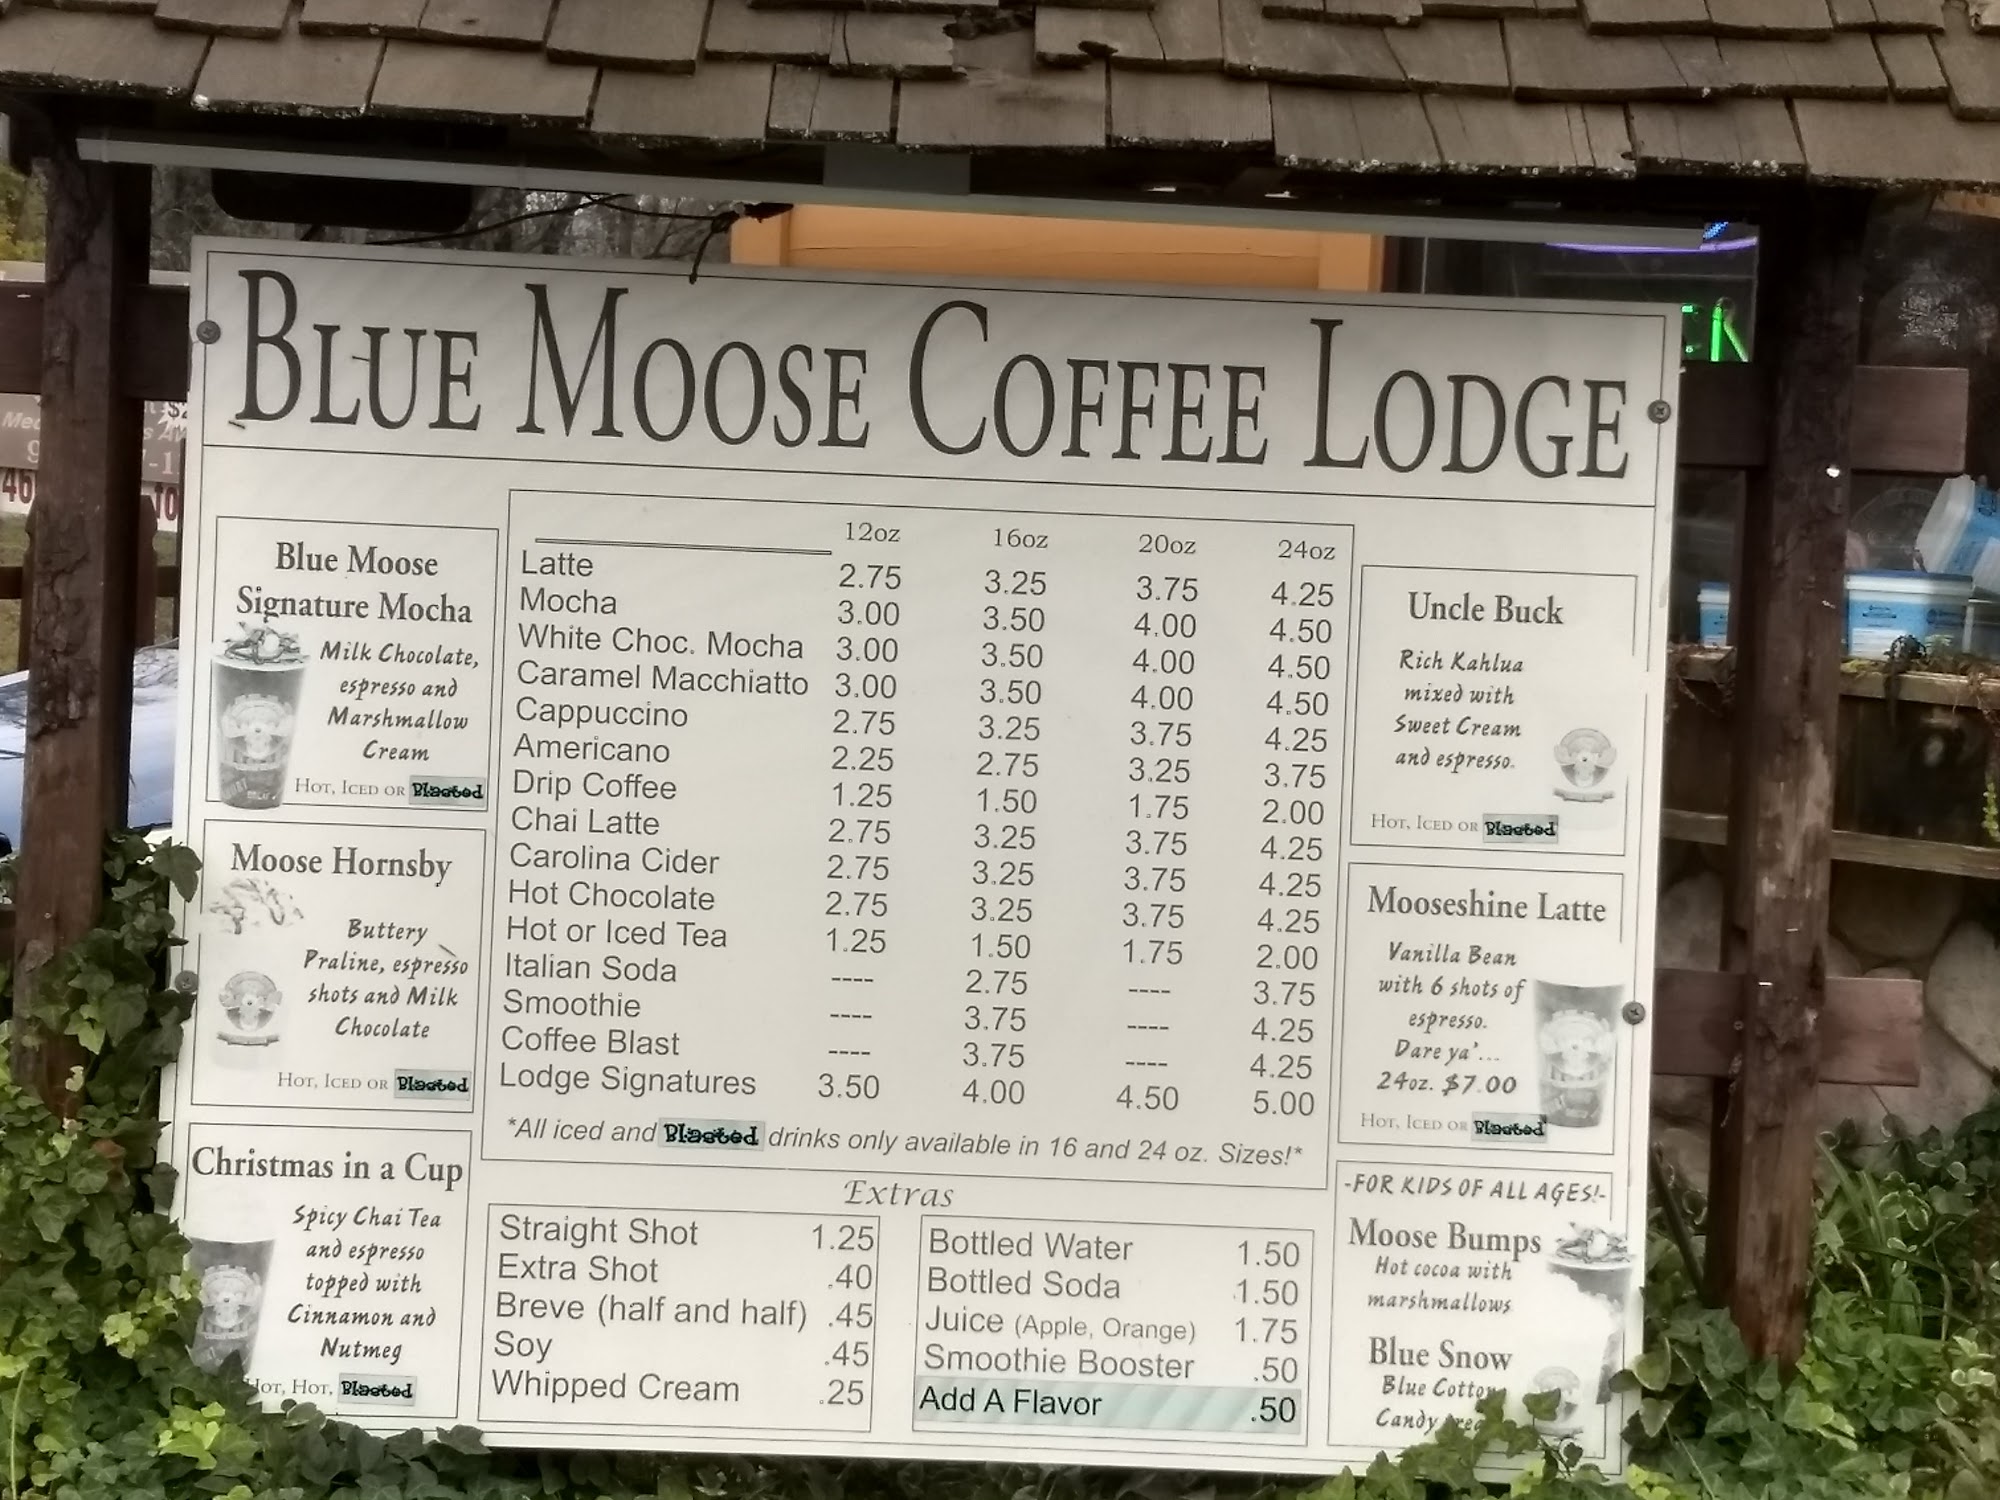 BLUE MOOSE COFFEE LODGE
Blue Moose
Signature Mocha
Milk Chocolate,
espresso and
Marshmallow
Cream
HOT, ICED OR Blasted
Moose Hornsby
Buttery
Praline, espresso
shots and Milk
Chocolate
HOT, ICED OR Blasted
Christmas in a Cup
Spicy Chai Tea
and espresso
topped with
Cinnamon and
Nutmeg
HOT, HOT, Blasted
12oz 16oz 20oz 24oz
Latte 2.75 3.25 3.75 4.25
Mocha 3.00 3.50 4.00 4.50
White Choc. Mocha 3.00 3.50 4.00 4.50
Caramel Macchiatto 3.00 3.50 4.00 4.50
Cappuccino 2.75 3.25 3.75 4.25
Americano 2.25 2.75 3.25 3.75
Drip Coffee 1.25 1.50 1.75 2.00
Chai Latte 2.75 3.25 3.75 4.25
Carolina Cider 2.75 3.25 3.75 4.25
Hot Chocolate 2.75 3.25 3.75 4.25
Hot or Iced Tea 1.25 1.50 1.75 2.00
Italian Soda ---- 2.75 ---- 3.75
Smoothie ---- 3.75 ---- 4.25
Coffee Blast ---- 3.75 ---- 4.25
Lodge Signatures 3.50 4.00 4.50 5.00
*All iced and Blasted drinks only available in 16 and 24 oz. Sizes!*
Extras
Straight Shot 1.25
Extra Shot .40
Breve (half and half) .45
Soy .45
Whipped Cream .25
Bottled Water 1.50
Bottled Soda 1.50
Juice (Apple, Orange) 1.75
Smoothie Booster .50
Add A Flavor .50
Uncle Buck
Rich Kahlua
mixed with
Sweet Cream
and espresso.
HOT, ICED OR Blasted
Mooseshine Latte
Vanilla Bean
with 6 shots of
espresso.
Dare ya'...
24oz. $7.00
HOT, ICED OR Blasted
-FOR KIDS OF ALL AGES!-
Moose Bumps
Hot cocoa with
marshmallows
Blue Snow
Blue Cotton
Candy